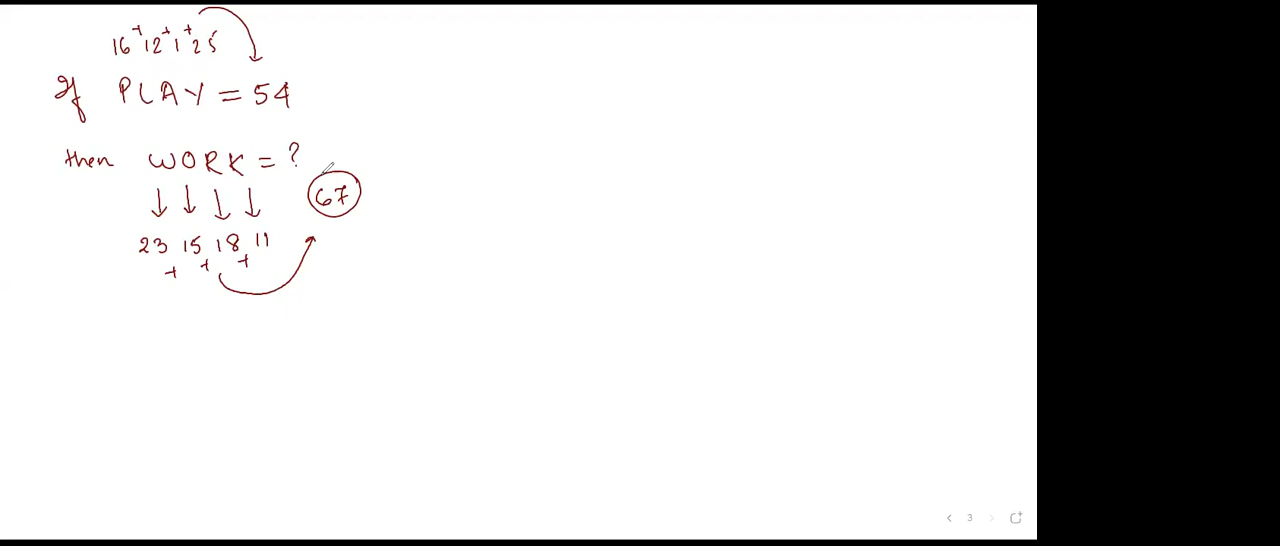 16 + 12 + 1 + 25
If PLAY = 54
then WORK = ?
67
23 15 18 11
+ + +
3